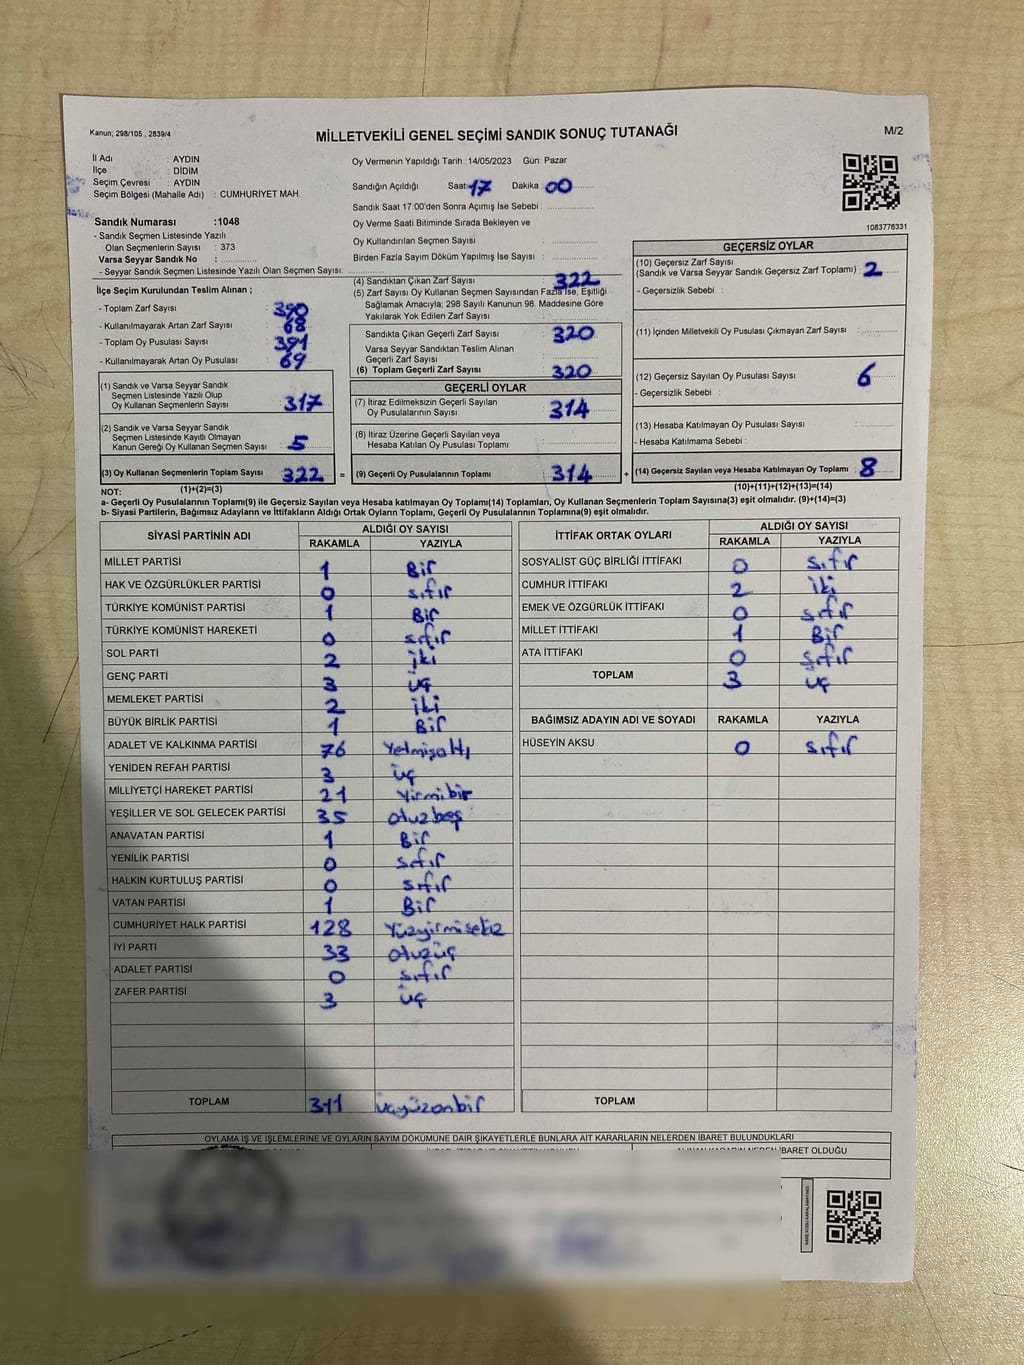 Kanun; 298/105 , 2839/4
MİLLETVEKİLİ GENEL SEÇİMİ SANDIK SONUÇ TUTANAĞI
M/2
İl Adı : AYDIN
İlçe : DİDİM
Seçim Çevresi : AYDIN
Seçim Bölgesi (Mahalle Adı) : CUMHURİYET MAH.
Oy Vermenin Yapıldığı Tarih : 14/05/2023 Gün: Pazar
Sandığın Açıldığı Saat: 17 Dakika : 00
Sandık Saat 17:00'den Sonra Açımış İse Sebebi :
Sandık Numarası :1048
- Sandık Seçmen Listesinde Yazılı
Olan Seçmenlerin Sayısı : 373
Varsa Seyyar Sandık No :
- Seyyar Sandık Seçmen Listesinde Yazılı Olan Seçmen Sayısı:
Oy Verme Saati Bitiminde Sırada Bekleyen ve
Oy Kullandırılan Seçmen Sayısı :
Birden Fazla Sayım Döküm Yapılmış İse Sayısı :
1083776331
İlçe Seçim Kurulundan Teslim Alınan ;
- Toplam Zarf Sayısı : 390
- Kullanılmayarak Artan Zarf Sayısı : 68
- Toplam Oy Pusulası Sayısı : 391
- Kullanılmayarak Artan Oy Pusulası : 69
(1) Sandık ve Varsa Seyyar Sandık
Seçmen Listesinde Yazılı Olup
Oy Kullanan Seçmenlerin Sayısı : 317
(2) Sandık ve Varsa Seyyar Sandık
Seçmen Listesinde Kayıtlı Olmayan
Kanun Gereği Oy Kullanan Seçmen Sayısı : 5
(3) Oy Kullanan Seçmenlerin Toplam Sayısı : 322 =
(1)+(2)=(3)
(4) Sandıktan Çıkan Zarf Sayısı : 322
(5) Zarf Sayısı Oy Kullanan Seçmen Sayısından Fazla İse, Eşitliği
Sağlamak Amacıyla; 298 Sayılı Kanunun 98. Maddesine Göre
Yakılarak Yok Edilen Zarf Sayısı :
Sandıkta Çıkan Geçerli Zarf Sayısı : 320
Varsa Seyyar Sandıktan Teslim Alınan
Geçerli Zarf Sayısı :
(6) Toplam Geçerli Zarf Sayısı : 320
GEÇERLİ OYLAR
(7) İtiraz Edilmeksizin Geçerli Sayılan
Oy Pusulalarının Sayısı : 314
(8) İtiraz Üzerine Geçerli Sayılan veya
Hesaba Katılan Oy Pusulası Toplamı :
(9) Geçerli Oy Pusulalarının Toplamı : 314 +
GEÇERSİZ OYLAR
(10) Geçersiz Zarf Sayısı
(Sandık ve Varsa Seyyar Sandık Geçersiz Zarf Toplamı) : 2
- Geçersizlik Sebebi :
(11) İçinden Milletvekili Oy Pusulası Çıkmayan Zarf Sayısı :
(12) Geçersiz Sayılan Oy Pusulası Sayısı : 6
- Geçersizlik Sebebi :
(13) Hesaba Katılmayan Oy Pusulası Sayısı :
- Hesaba Katılmama Sebebi :
(14) Geçersiz Sayılan veya Hesaba Katılmayan Oy Toplamı : 8
(10)+(11)+(12)+(13)=(14)
NOT:
a- Geçerli Oy Pusulalarının Toplamı(9) ile Geçersiz Sayılan veya Hesaba katılmayan Oy Toplamı(14) Toplamları, Oy Kullanan Seçmenlerin Toplam Sayısına(3) eşit olmalıdır. (9)+(14)=(3)
b- Siyasi Partilerin, Bağımsız Adayların ve İttifakların Aldığı Ortak Oyların Toplamı, Geçerli Oy Pusulalarının Toplamına(9) eşit olmalıdır.
SİYASİ PARTİNİN ADI ALDIĞI OY SAYISI
RAKAMLA YAZIYLA
MİLLET PARTİSİ 1 Bir
HAK VE ÖZGÜRLÜKLER PARTİSİ 0 sıfır
TÜRKİYE KOMÜNİST PARTİSİ 1 Bir
TÜRKİYE KOMÜNİST HAREKETİ 0 sıfır
SOL PARTİ 2 iki
GENÇ PARTİ 3 üç
MEMLEKET PARTİSİ 2 iki
BÜYÜK BİRLİK PARTİSİ 1 Bir
ADALET VE KALKINMA PARTİSİ 76 Yetmişaltı
YENİDEN REFAH PARTİSİ 3 üç
MİLLİYETÇİ HAREKET PARTİSİ 21 Yirmibir
YEŞİLLER VE SOL GELECEK PARTİSİ 35 otuzbeş
ANAVATAN PARTİSİ 1 Bir
YENİLİK PARTİSİ 0 sıfır
HALKIN KURTULUŞ PARTİSİ 0 sıfır
VATAN PARTİSİ 1 Bir
CUMHURİYET HALK PARTİSİ 128 Yüzyirmisekiz
İYİ PARTİ 33 otuzüç
ADALET PARTİSİ 0 sıfır
ZAFER PARTİSİ 3 üç
TOPLAM 311 üçyüzonbir
İTTİFAK ORTAK OYLARI ALDIĞI OY SAYISI
RAKAMLA YAZIYLA
SOSYALİST GÜÇ BİRLİĞİ İTTİFAKI 0 sıfır
CUMHUR İTTİFAKI 2 iki
EMEK VE ÖZGÜRLÜK İTTİFAKI 0 sıfır
MİLLET İTTİFAKI 1 Bir
ATA İTTİFAKI 0 sıfır
TOPLAM 3 üç
BAĞIMSIZ ADAYIN ADI VE SOYADI RAKAMLA YAZIYLA
HÜSEYİN AKSU 0 sıfır
TOPLAM
OYLAMA İŞ VE İŞLEMLERİNE VE OYLARIN SAYIM DÖKÜMÜNE DAİR ŞİKAYETLERLE BUNLARA AİT KARARLARIN NELERDEN İBARET BULUNDUKLARI
ALINAN KARARIN NEDEN İBARET OLDUĞU
KARE KODU KARALAMAYINIZ!